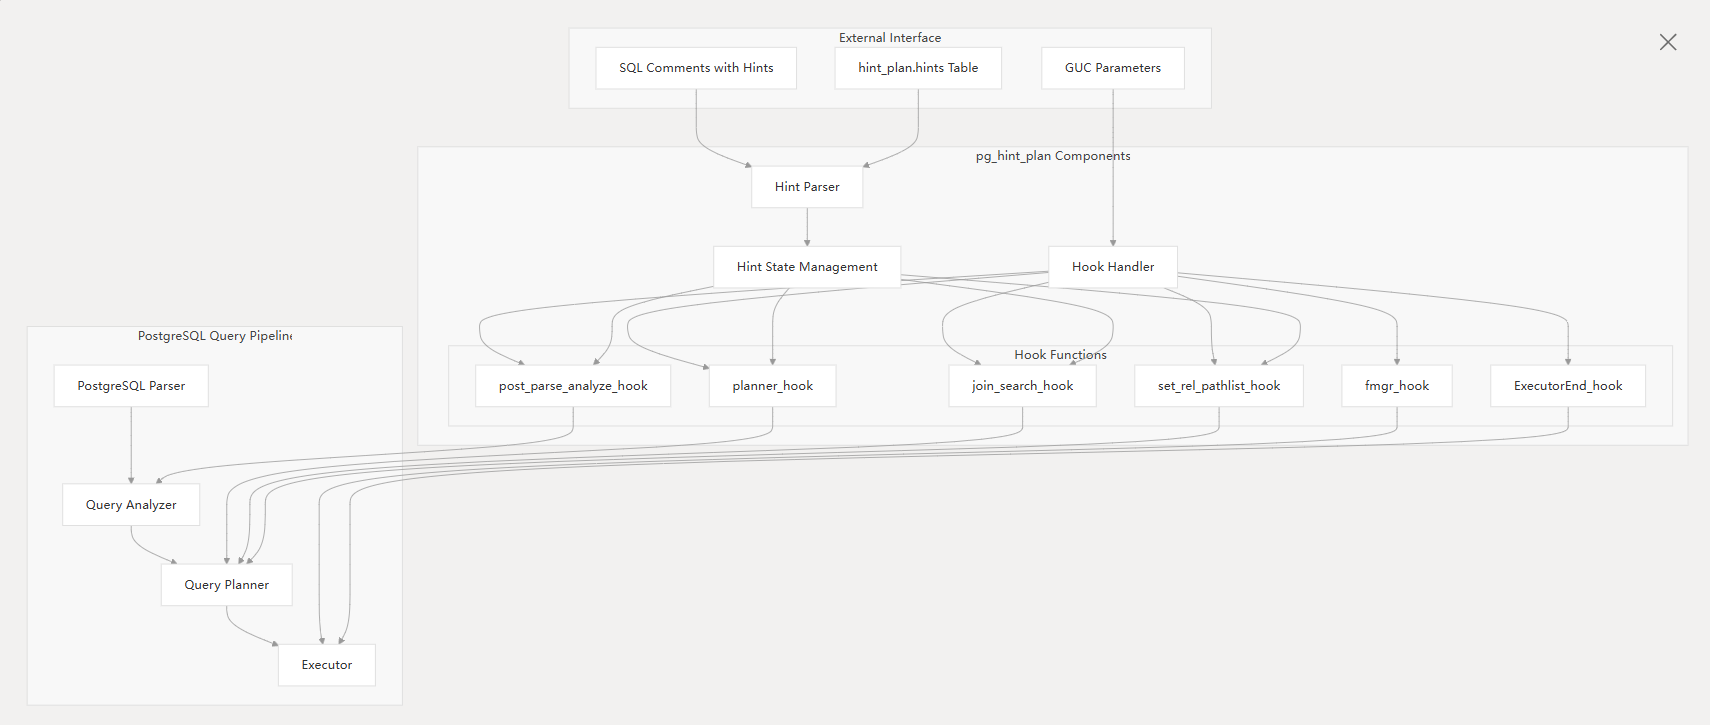 External Interface
SQL Comments with Hints
hint_plan.hints Table
GUC Parameters
pg_hint_plan Components
Hint Parser
Hint State Management
Hook Handler
PostgreSQL Query Pipeline
Hook Functions
PostgreSQL Parser
post_parse_analyze_hook
planner_hook
join_search_hook
set_rel_pathlist_hook
fmgr_hook
ExecutorEnd_hook
Query Analyzer
Query Planner
Executor